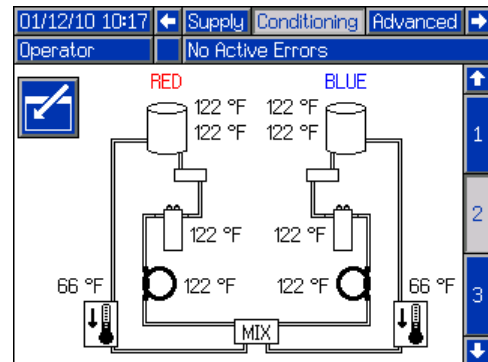 01/12/10 10:17 Supply Conditioning Advanced
Operator No Active Errors
RED BLUE
122 °F 122 °F
122 °F 122 °F
1
122 °F 122 °F
2
66 °F 122 °F 122 °F 66 °F
3
MIX